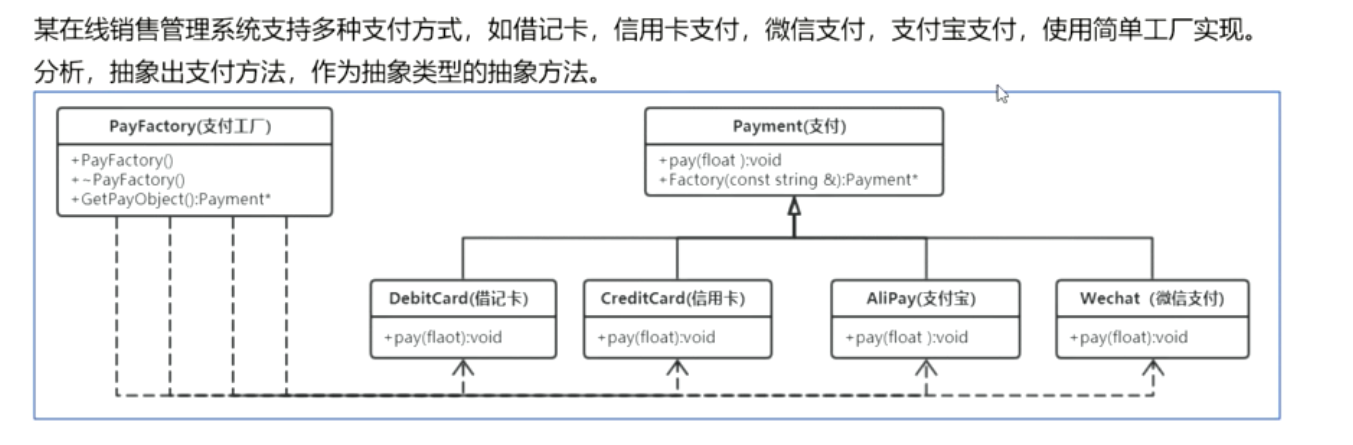 某在线销售管理系统支持多种支付方式，如借记卡，信用卡支付，微信支付，支付宝支付，使用简单工厂实现。
分析，抽象出支付方法，作为抽象类型的抽象方法。
PayFactory(支付工厂)
+PayFactory()
+~PayFactory()
+GetPayObject():Payment*
Payment(支付)
+pay(float ):void
+Factory(const string &):Payment*
DebitCard(借记卡)
+pay(flaot):void
CreditCard(信用卡)
+pay(float):void
AliPay(支付宝)
+pay(float ):void
Wechat（微信支付)
+pay(float):void